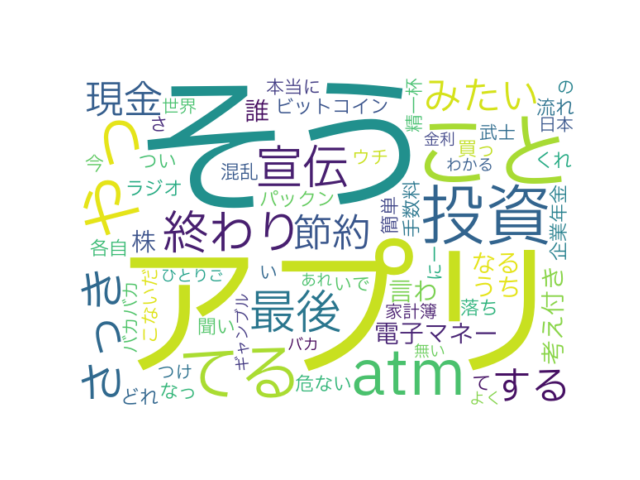 現金
さ
世界
そう
本当に
誰
ビットコイン
精一杯
みたい
流れ
の
日本
やっ
今
つい
混乱
宣伝
ウチ
こと
金利
買っ
武士
わかる
くれ
ラジオ
パックン
簡単
手数料
投資
企業年金
各自
株
終わり
節約
さっき
バカバカ
こないだ
ひとりご
い
アプリ
あれ
いで
言わ
にー
なう
るち
考え付き
聞い
ギャンブル
最後
家計簿
落ち
電子マネー
どれ
つけ
なっ
てる
バカ
危ない
atm
無い
て
よく
する